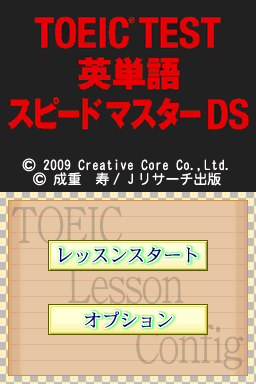 TOEIC® TEST
英単語
スピードマスターDS
© 2009 Creative Core Co.,Ltd.
© 成重 寿/Jリサーチ出版
TOEIC
レッスンスタート
Lesson
オプション
Config